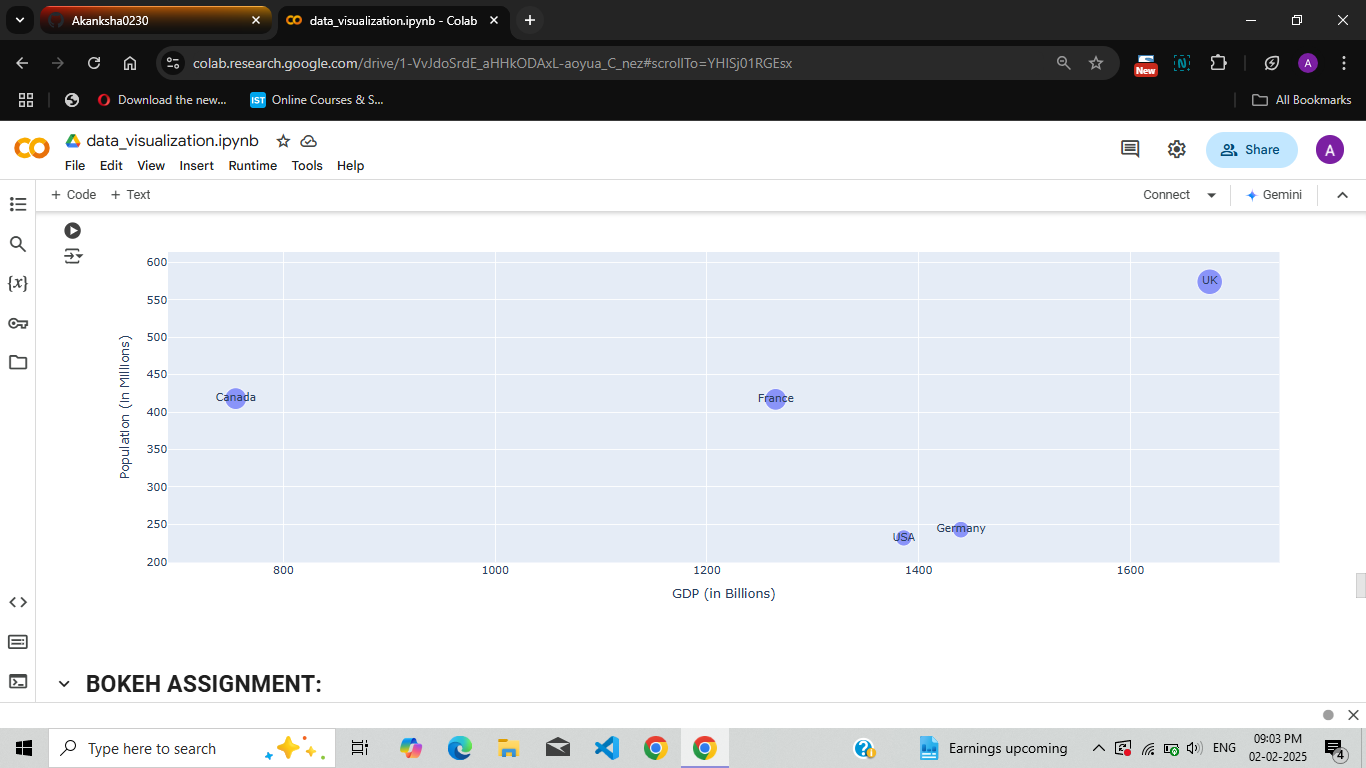 Akanksha0230
data_visualization.ipynb - Colab
colab.research.google.com/drive/1-VvJdoSrdE_aHHkODAxL-aoyua_C_nez#scrollTo=YHISj01RGEsx
New
N
A
Download the new...
IST
Online Courses & S...
All Bookmarks
data_visualization.ipynb
File Edit View Insert Runtime Tools Help
Share
A
+ Code + Text
Connect
Gemini
{x}
Population (in Millions)
600
550
500
450
400
350
300
250
200
UK
Canada
France
USA
Germany
800 1000 1200 1400 1600
GDP (in Billions)
BOKEH ASSIGNMENT:
Type here to search
Earnings upcoming
ENG
09:03 PM
02-02-2025
4